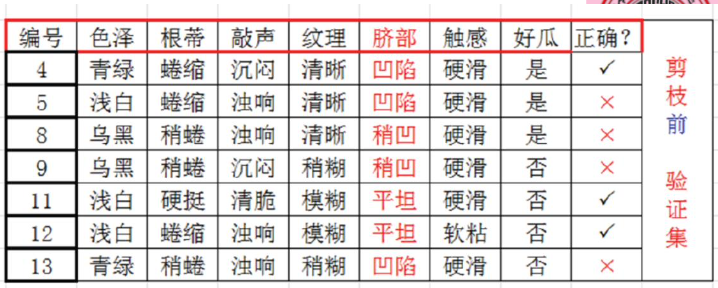 编号 色泽 根蒂 敲声 纹理 脐部 触感 好瓜 正确?
4 青绿 蜷缩 沉闷 清晰 凹陷 硬滑 是 ✓
5 浅白 蜷缩 浊响 清晰 凹陷 硬滑 是 ×
8 乌黑 稍蜷 浊响 清晰 稍凹 硬滑 是 ×
9 乌黑 稍蜷 沉闷 稍糊 稍凹 硬滑 否 ×
11 浅白 硬挺 清脆 模糊 平坦 硬滑 否 ✓
12 浅白 蜷缩 浊响 模糊 平坦 软粘 否 ✓
13 青绿 稍蜷 浊响 稍糊 凹陷 硬滑 否 ×
剪枝前
验证集